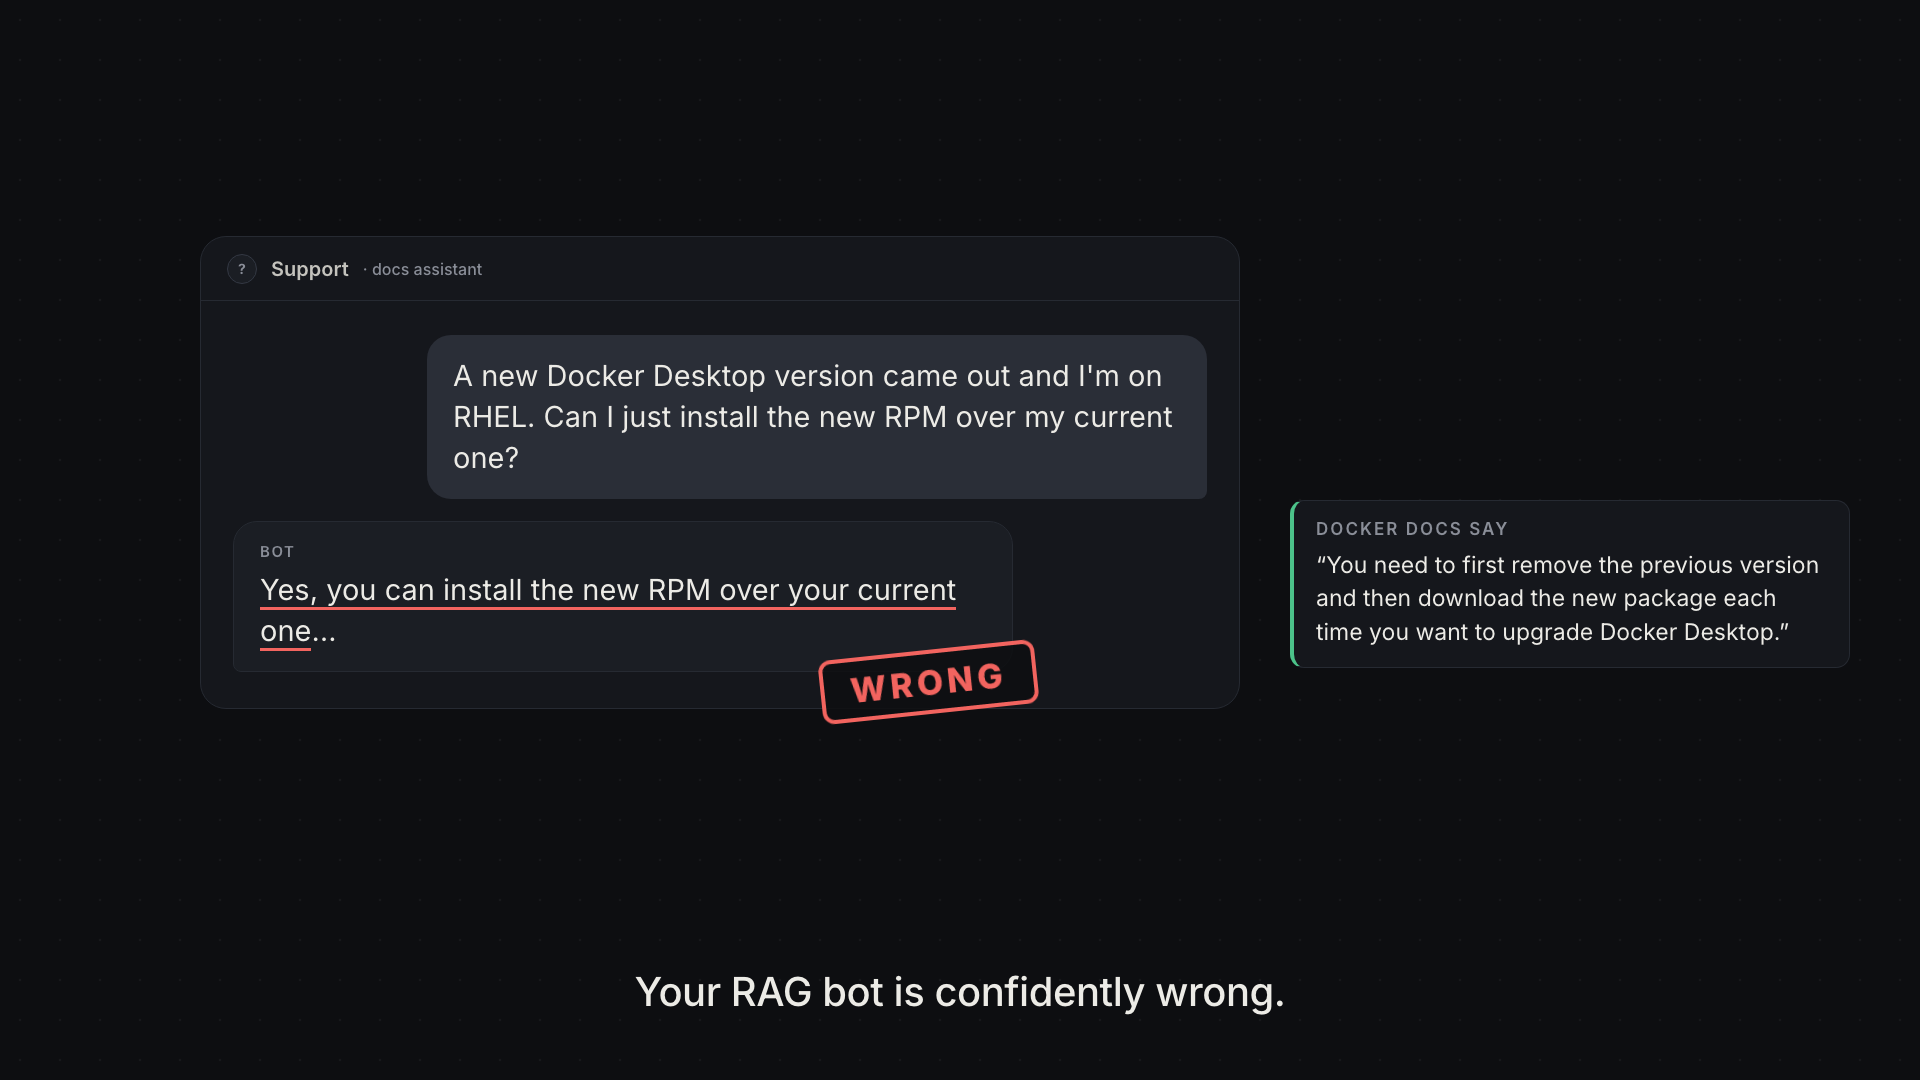 ?
Support · docs assistant
A new Docker Desktop version came out and I'm on
RHEL. Can I just install the new RPM over my current
one?
BOT
Yes, you can install the new RPM over your current
one...
WRONG
DOCKER DOCS SAY
“You need to first remove the previous version
and then download the new package each
time you want to upgrade Docker Desktop.”
Your RAG bot is confidently wrong.